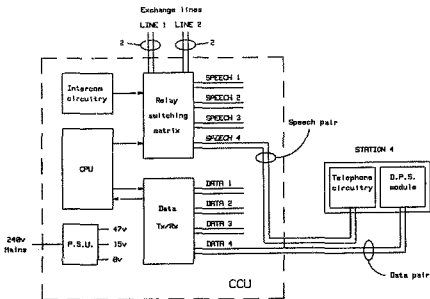 Exchange lines
LINE 1 LINE 2
2 2
Intercom
circuitry
Relay
switching
matrix
SPEECH 1
SPEECH 2
SPEECH 3
SPEECH 4
Speech pair
STATION 4
Telephone
circuitry
D.P.S.
module
CPU
Data
Tx/Rx
DATA 1
DATA 2
DATA 3
DATA 4
240v
Mains
P.S.U.
47v
15v
0v
CCU
Data pair